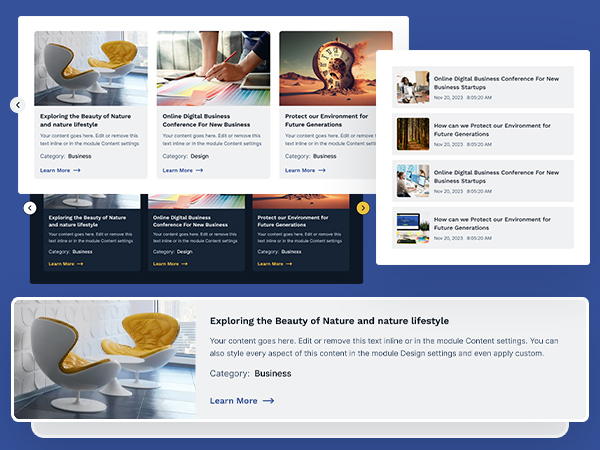 Exploring the Beauty of Nature
and nature lifestyle
Your content goes here. Edit or remove this
text inline or in the module Content settings
Category: Business
Learn More
Online Digital Business
Conference For New Business
Your content goes here. Edit or remove this
text inline or in the module Content settings
Category: Design
Learn More
Protect our Environment for
Future Generations
Your content goes here. Edit or remove this
text inline or in the module Content settings
Category: Business
Learn More
Online Digital Business Conference For New
Business Startups
Nov 20, 2023 8:05:20 AM
How can we Protect our Environment for
Future Generations
Nov 20, 2023 8:05:20 AM
Online Digital Business Conference For New
Business Startups
Nov 20, 2023 8:05:20 AM
How can we Protect our Environment for
Future Generations
Nov 20, 2023 8:05:20 AM
Exploring the Beauty of Nature
and nature lifestyle
Your content goes here. Edit or remove this
text inline or in the module Content settings
Category: Business
Learn More
Online Digital Business
Conference For New Business
Your content goes here. Edit or remove this
text inline or in the module Content settings
Category: Design
Learn More
Protect our Environment for
Future Generations
Your content goes here. Edit or remove this
text inline or in the module Content settings
Category: Business
Learn More
Exploring the Beauty of Nature and nature lifestyle
Your content goes here. Edit or remove this text inline or in the module Content settings. You can
also style every aspect of this content in the module Design settings and even apply custom.
Category: Business
Learn More